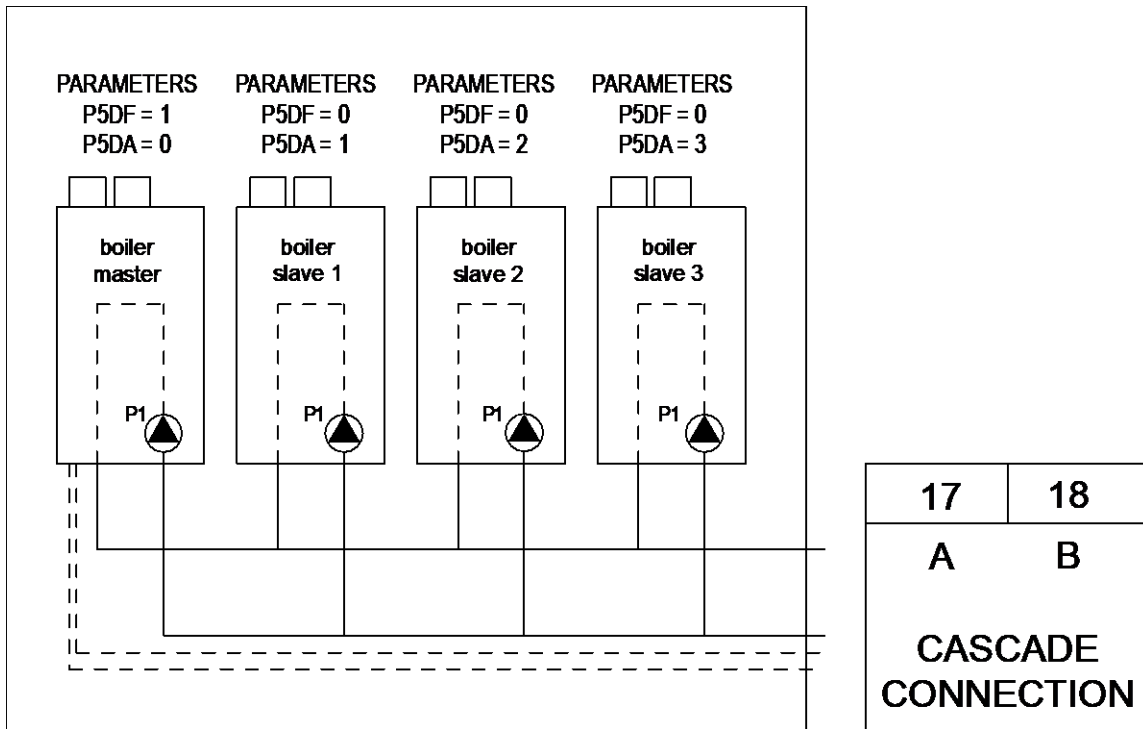 PARAMETERS PARAMETERS PARAMETERS PARAMETERS
P5DF = 1 P5DF = 0 P5DF = 0 P5DF = 0
P5DA = 0 P5DA = 1 P5DA = 2 P5DA = 3
boiler master
boiler slave 1
boiler slave 2
boiler slave 3
P1 P1 P1 P1
17 18
A B
CASCADE
CONNECTION